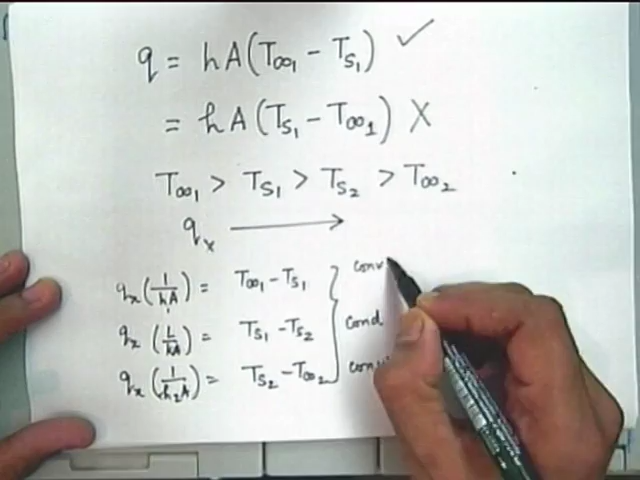 q = hA(T∞₁ - Ts₁) ✓
= hA(Ts₁ - T∞₁) X
T∞₁ > Ts₁ > Ts₂ > T∞₂
qₓ ⟶
qₓ(1/h₁A) = T∞₁ - Ts₁ } conv
qₓ(L/kA) = Ts₁ - Ts₂ cond
qₓ(1/h₂A) = Ts₂ - T∞₂